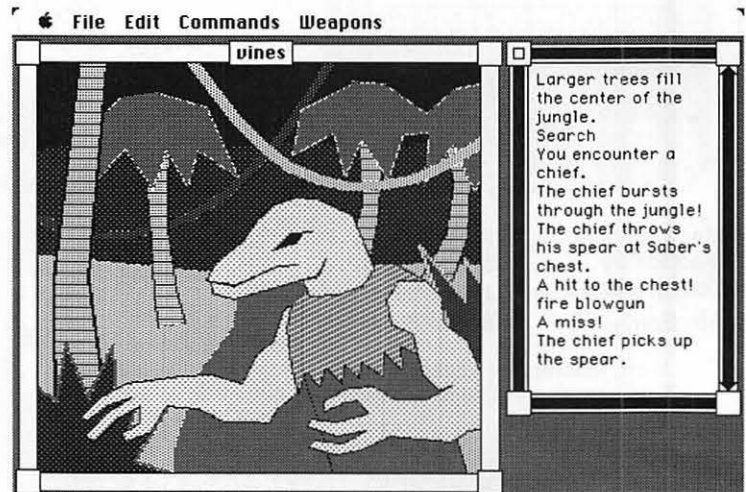 File Edit Commands Weapons
vines
Larger trees fill
the center of the
jungle.
Search
You encounter a
chief.
The chief bursts
through the jungle!
The chief throws
his spear at Saber's
chest.
A hit to the chest!
fire blowgun
A miss!
The chief picks up
the spear.